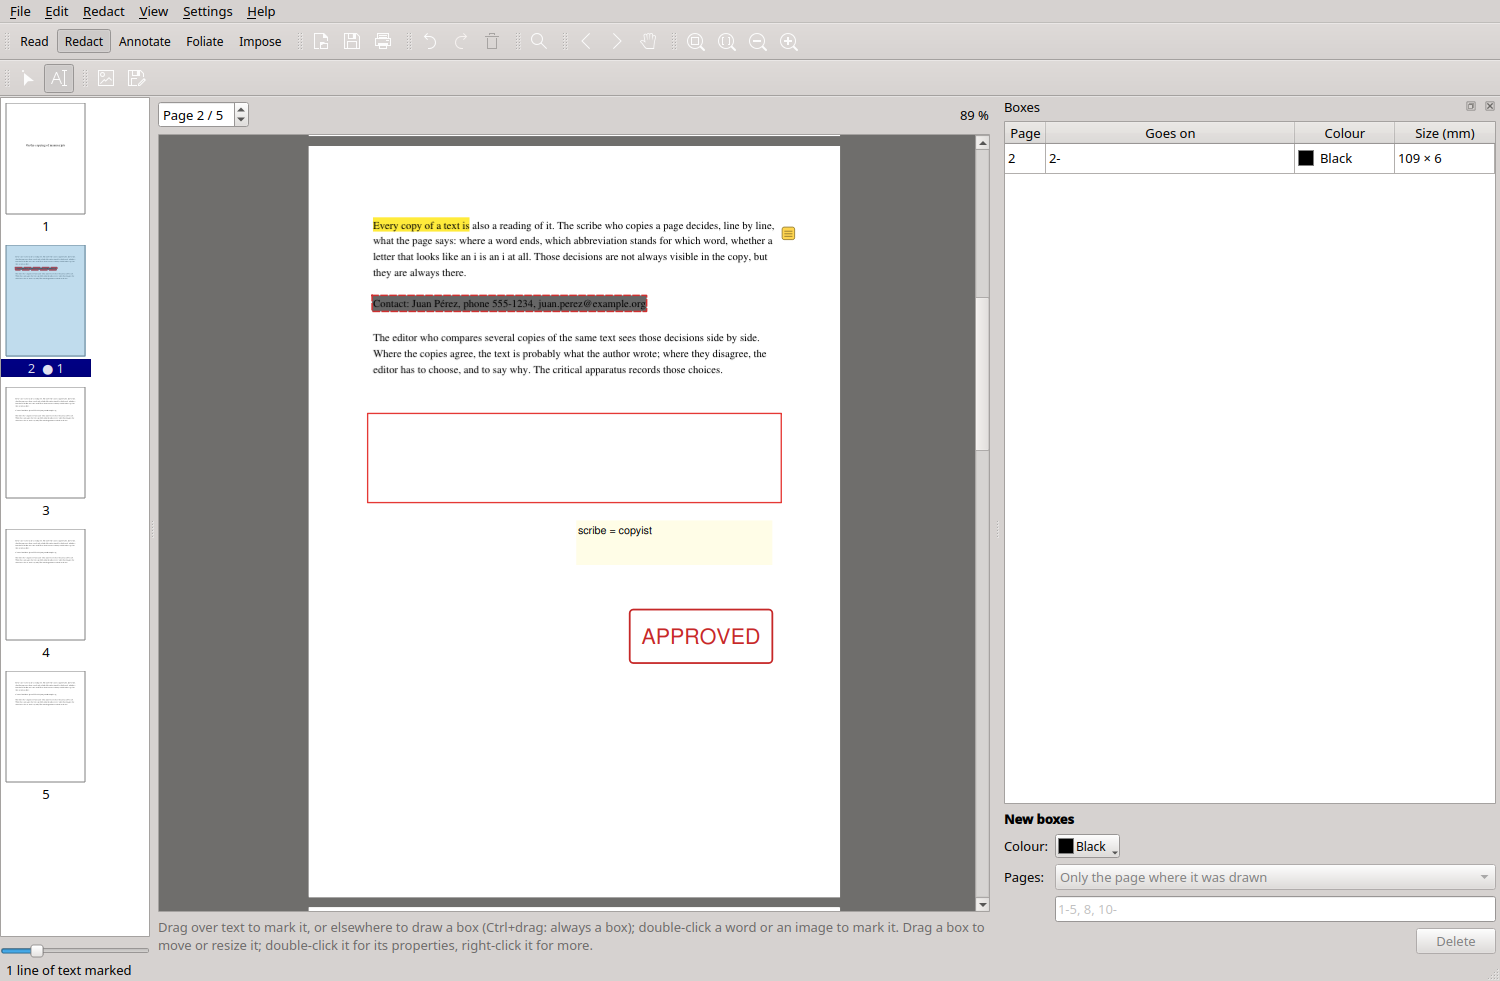 File Edit Redact View Settings Help
Read Redact Annotate Foliate Impose
Page 2 / 5
89 %
Boxes
Page Goes on Colour Size (mm)
2 2- Black 109 × 6
1
2 ● 1
3
4
5
Every copy of a text is also a reading of it. The scribe who copies a page decides, line by line,
what the page says: where a word ends, which abbreviation stands for which word, whether a
letter that looks like an i is an i at all. Those decisions are not always visible in the copy, but
they are always there.
Contact: Juan Pérez, phone 555-1234, juan.perez@example.org
The editor who compares several copies of the same text sees those decisions side by side.
Where the copies agree, the text is probably what the author wrote; where they disagree, the
editor has to choose, and to say why. The critical apparatus records those choices.
scribe = copyist
APPROVED
New boxes
Colour: Black
Pages: Only the page where it was drawn
1-5, 8, 10-
Delete
Drag over text to mark it, or elsewhere to draw a box (Ctrl+drag: always a box); double-click a word or an image to mark it. Drag a box to
move or resize it; double-click it for its properties, right-click it for more.
1 line of text marked